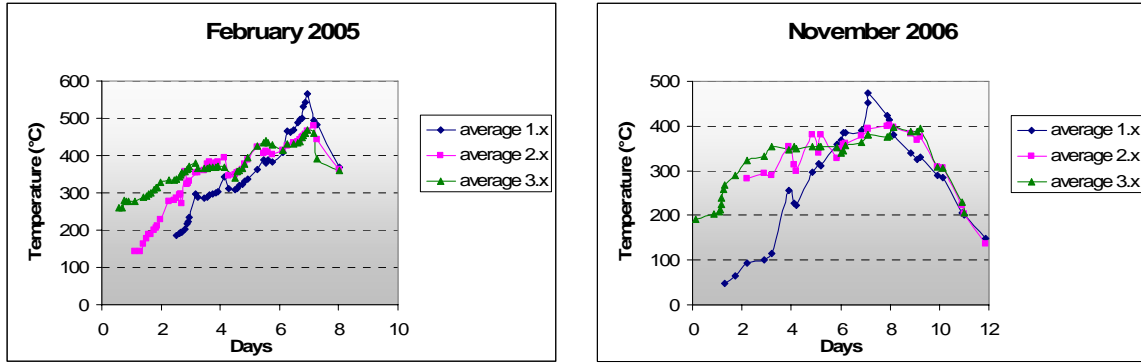 February 2005
600
500
400
300
200
100
0
Temperature (°C)
0 2 4 6 8 10
Days
average 1.x
average 2.x
average 3.x
November 2006
500
400
300
200
100
0
Temperature (°C)
0 2 4 6 8 10 12
Days
average 1.x
average 2.x
average 3.x